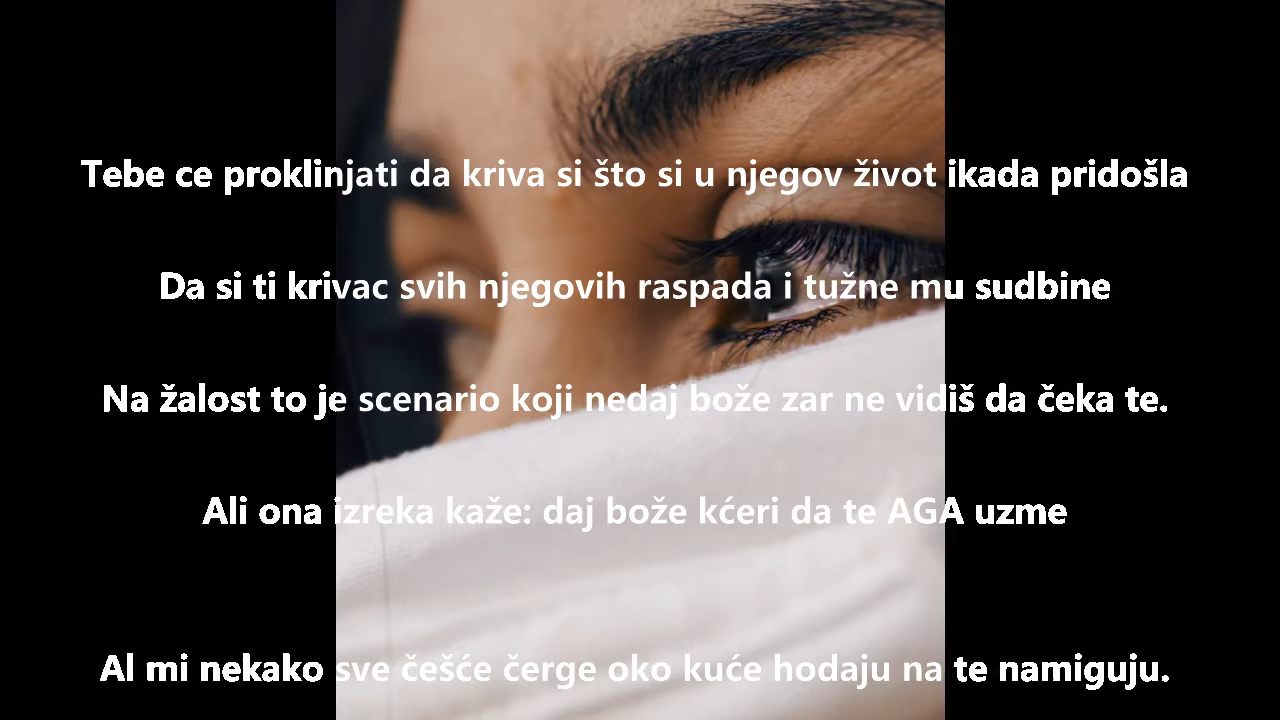 Tebe ce proklinjati da kriva si što si u njegov život ikada pridošla
Da si ti krivac svih njegovih raspada i tužne mu sudbine
Na žalost to je scenario koji nedaj bože zar ne vidiš da čeka te.
Ali ona izreka kaže: daj bože kćeri da te AGA uzme
Al mi nekako sve češće čerge oko kuće hodaju na te namiguju.